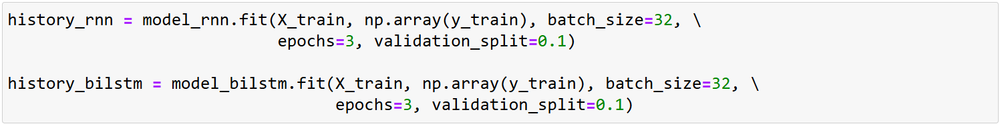 history_rnn = model_rnn.fit(X_train, np.array(y_train), batch_size=32, \
epochs=3, validation_split=0.1)
history_bilstm = model_bilstm.fit(X_train, np.array(y_train), batch_size=32, \
epochs=3, validation_split=0.1)